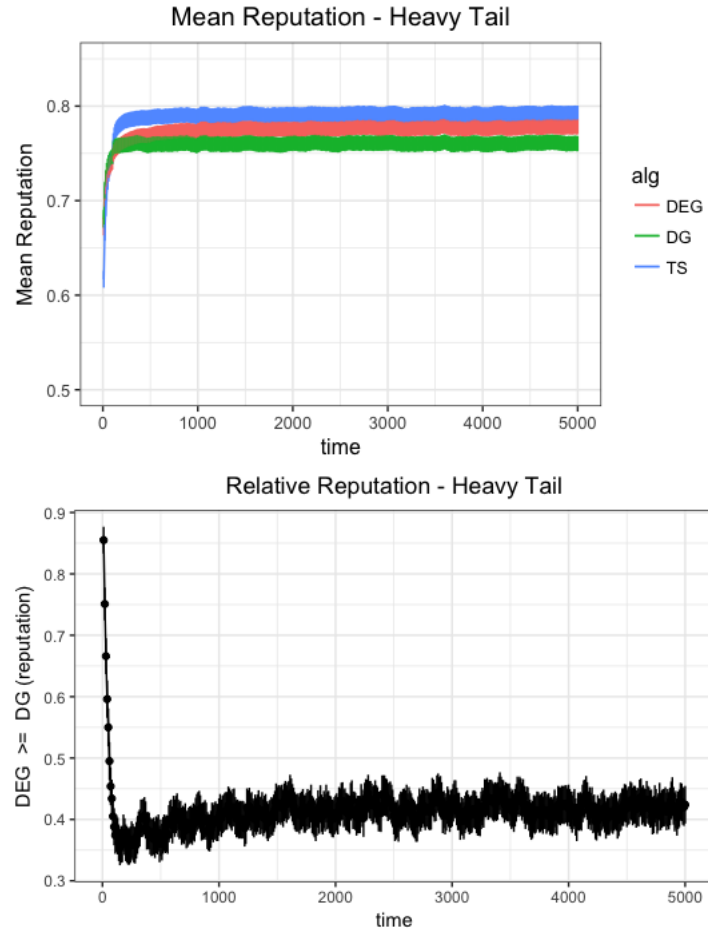 Mean Reputation - Heavy Tail
Mean Reputation
0.8
0.7
0.6
0.5
0
1000
2000
3000
4000
5000
time
alg
DEG
DG
TS
Relative Reputation - Heavy Tail
DEG >= DG (reputation)
0.9
0.8
0.7
0.6
0.5
0.4
0.3
0
1000
2000
3000
4000
5000
time